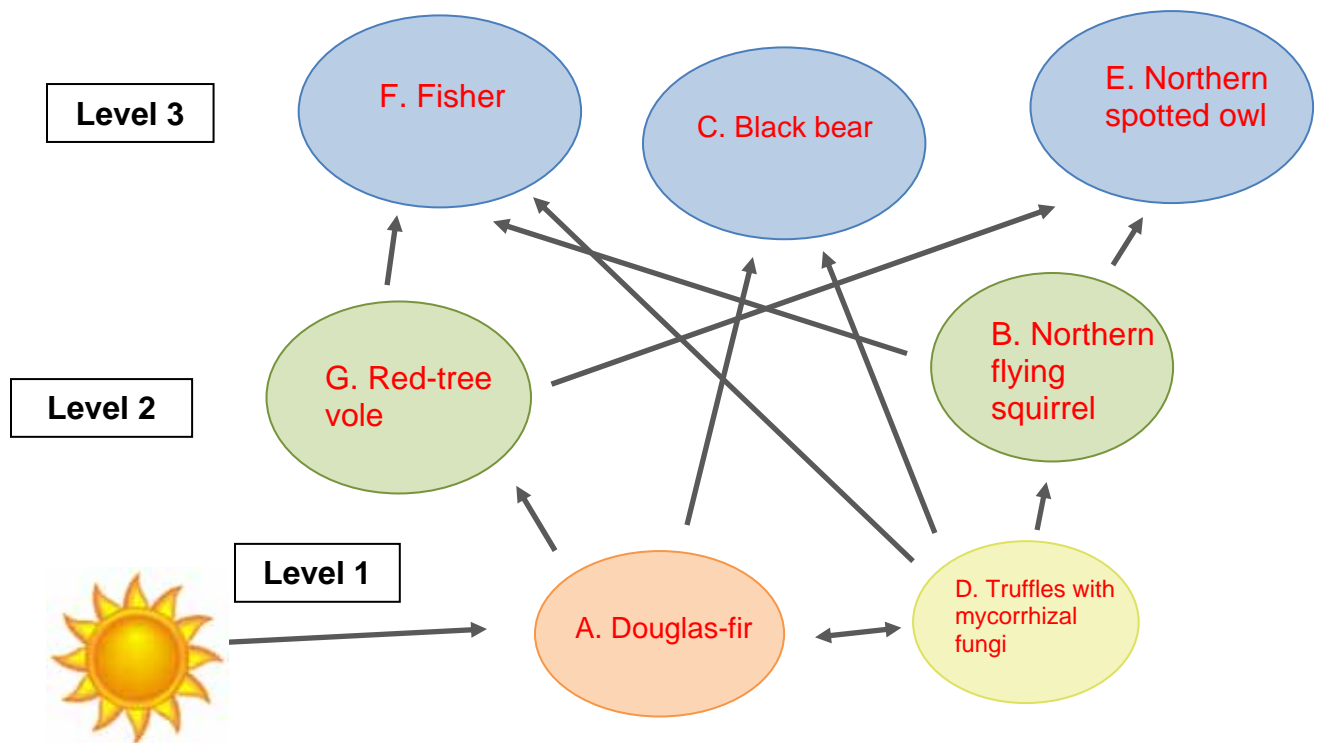 Level 3
F. Fisher
C. Black bear
E. Northern
spotted owl
Level 2
G. Red-tree
vole
B. Northern
flying
squirrel
Level 1
A. Douglas-fir
D. Truffles with
mycorrhizal
fungi